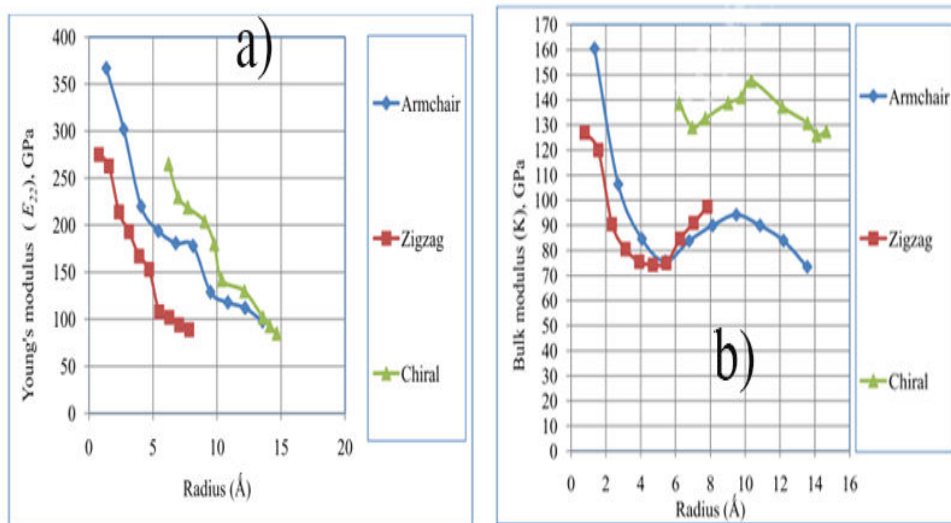 a)
400
350
300
250
200
150
100
50
0
0 5 10 15 20
Young's modulus ( E₂₂). GPa
Radius (Å)
Armchair
Zigzag
Chiral
b)
170
160
150
140
130
120
110
100
90
80
70
60
50
40
30
20
10
0
0 2 4 6 8 10 12 14 16
Bulk modulus (K), GPa
Radius (Å)
Armchair
Zigzag
Chiral